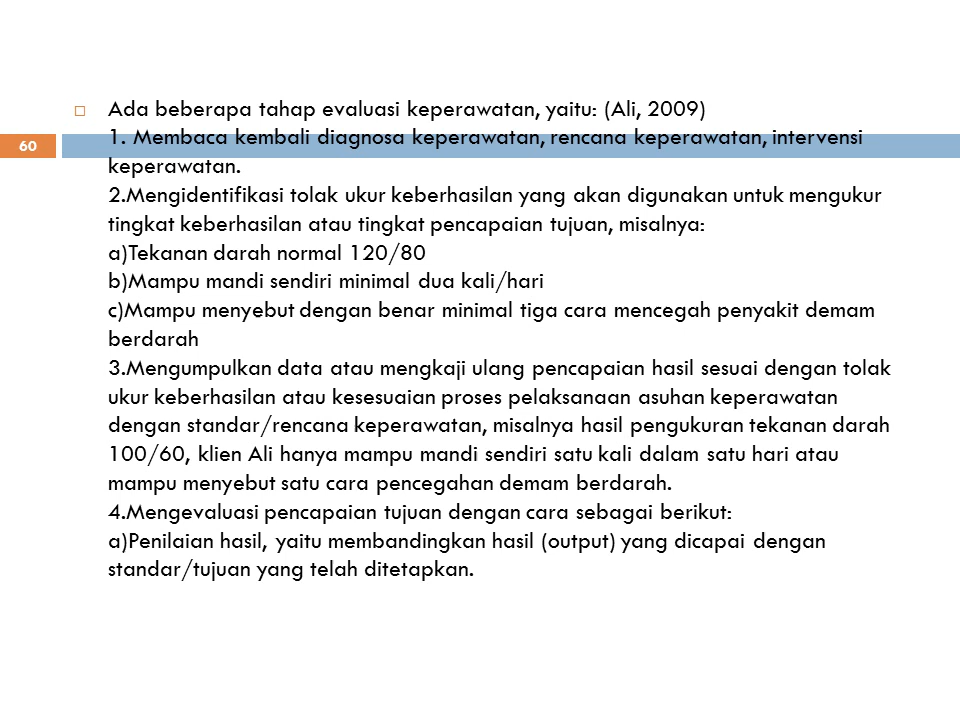 Ada beberapa tahap evaluasi keperawatan, yaitu: (Ali, 2009)
1. Membaca kembali diagnosa keperawatan, rencana keperawatan, intervensi
60
keperawatan.
2.Mengidentifikasi tolak ukur keberhasilan yang akan digunakan untuk mengukur
tingkat keberhasilan atau tingkat pencapaian tujuan, misalnya:
a)Tekanan darah normal 120/80
b)Mampu mandi sendiri minimal dua kali/hari
c)Mampu menyebut dengan benar minimal tiga cara mencegah penyakit demam
berdarah
3.Mengumpulkan data atau mengkaji ulang pencapaian hasil sesuai dengan tolak
ukur keberhasilan atau kesesuaian proses pelaksanaan asuhan keperawatan
dengan standar/rencana keperawatan, misalnya hasil pengukuran tekanan darah
100/60, klien Ali hanya mampu mandi sendiri satu kali dalam satu hari atau
mampu menyebut satu cara pencegahan demam berdarah.
4.Mengevaluasi pencapaian tujuan dengan cara sebagai berikut:
a)Penilaian hasil, yaitu membandingkan hasil (output) yang dicapai dengan
standar/tujuan yang telah ditetapkan.